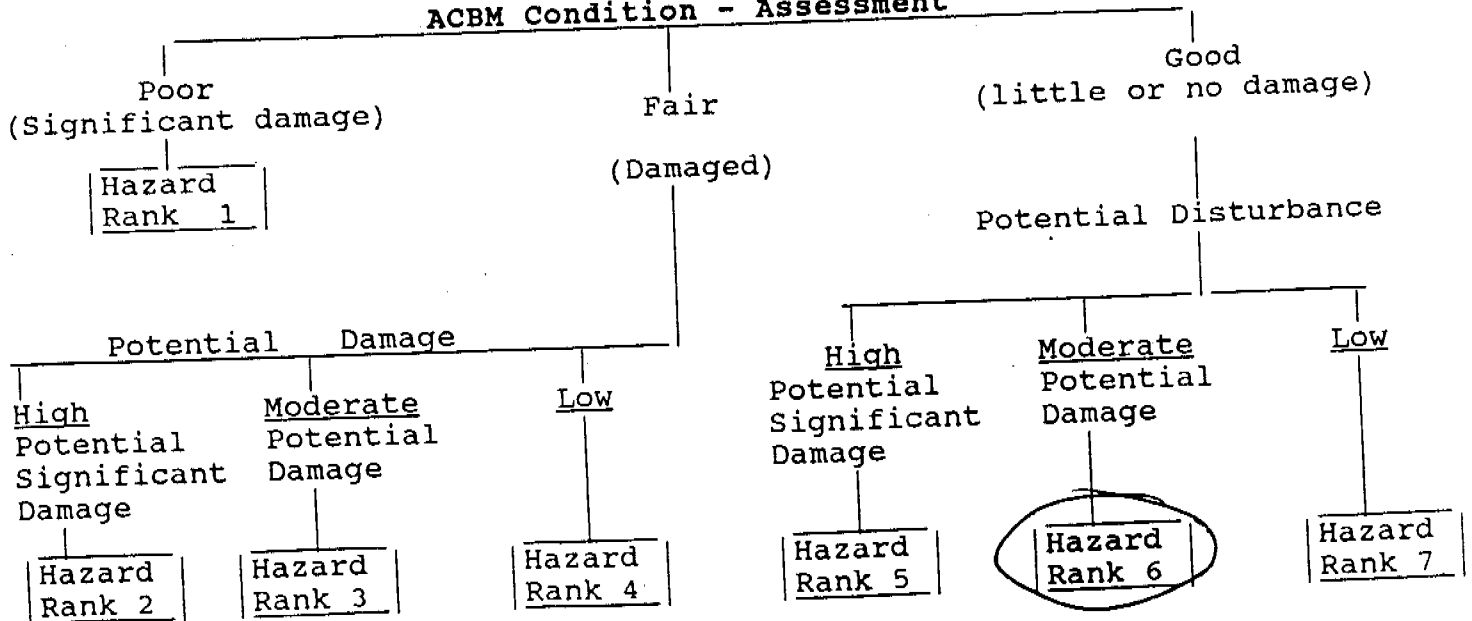 ACBM Condition - Assessment
Poor
(Significant damage)
Hazard
Rank 1
Fair
(Damaged)
Good
(little or no damage)
Potential Disturbance
Potential Damage
High
Potential
Significant
Damage
Hazard
Rank 2
Moderate
Potential
Damage
Hazard
Rank 3
Low
Hazard
Rank 4
High
Potential
Significant
Damage
Hazard
Rank 5
Moderate
Potential
Damage
Hazard
Rank 6
Low
Hazard
Rank 7